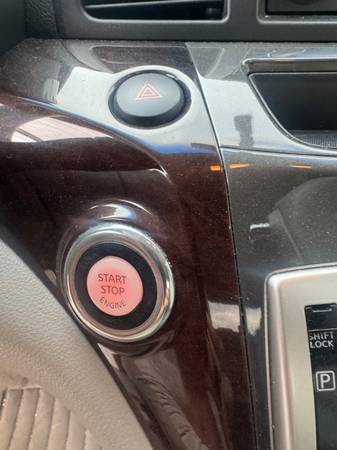 START
STOP
ENGINE
SHIFT
LOCK
P